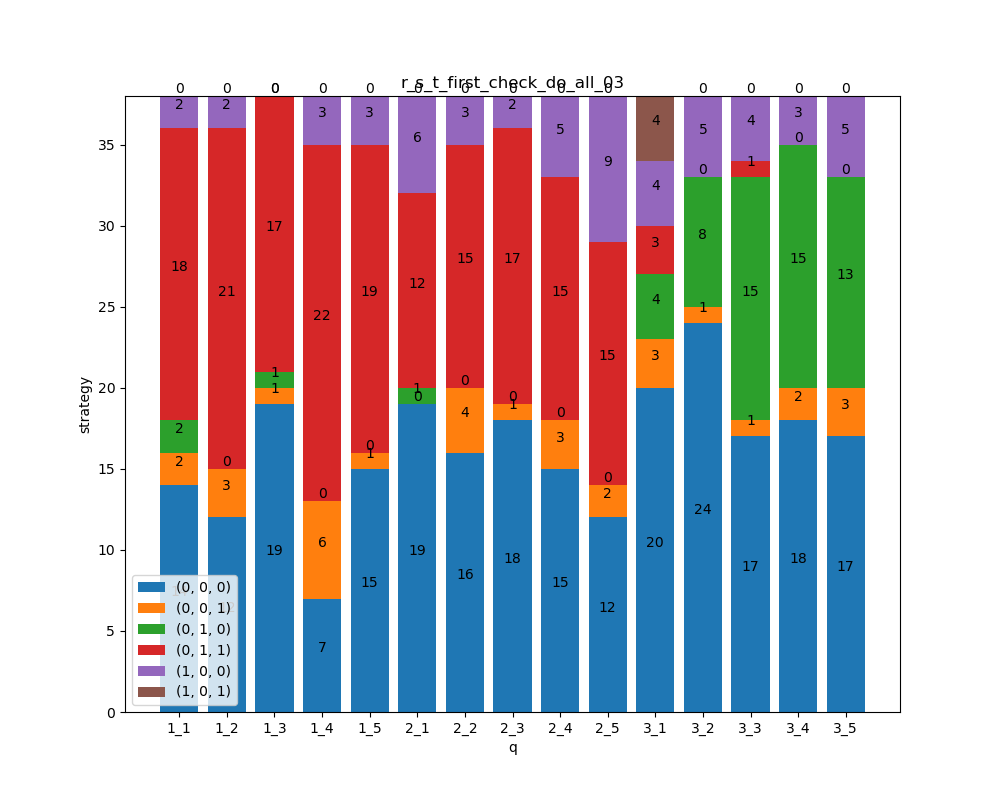 r_s_t_first_check_do_all_03
0 0 0 0 0 0 0 0 0 0 0 0 0 0
2 2 3 3 6 3 2 5 9 4 5 4 3 5
4 0 1 0 0
18 21 17 22 19 12 15 17 15 15 3 8 15 15 13
2 0 1 0 0 1 0 0 0 0 4
2 3 1 6 1 0 4 1 3 2 3 1 1 2 3
19 7 15 19 16 18 15 12 20 24 17 18 17
35
30
25
20
15
10
5
0
strategy
(0, 0, 0)
(0, 0, 1)
(0, 1, 0)
(0, 1, 1)
(1, 0, 0)
(1, 0, 1)
1_1 1_2 1_3 1_4 1_5 2_1 2_2 2_3 2_4 2_5 3_1 3_2 3_3 3_4 3_5
q